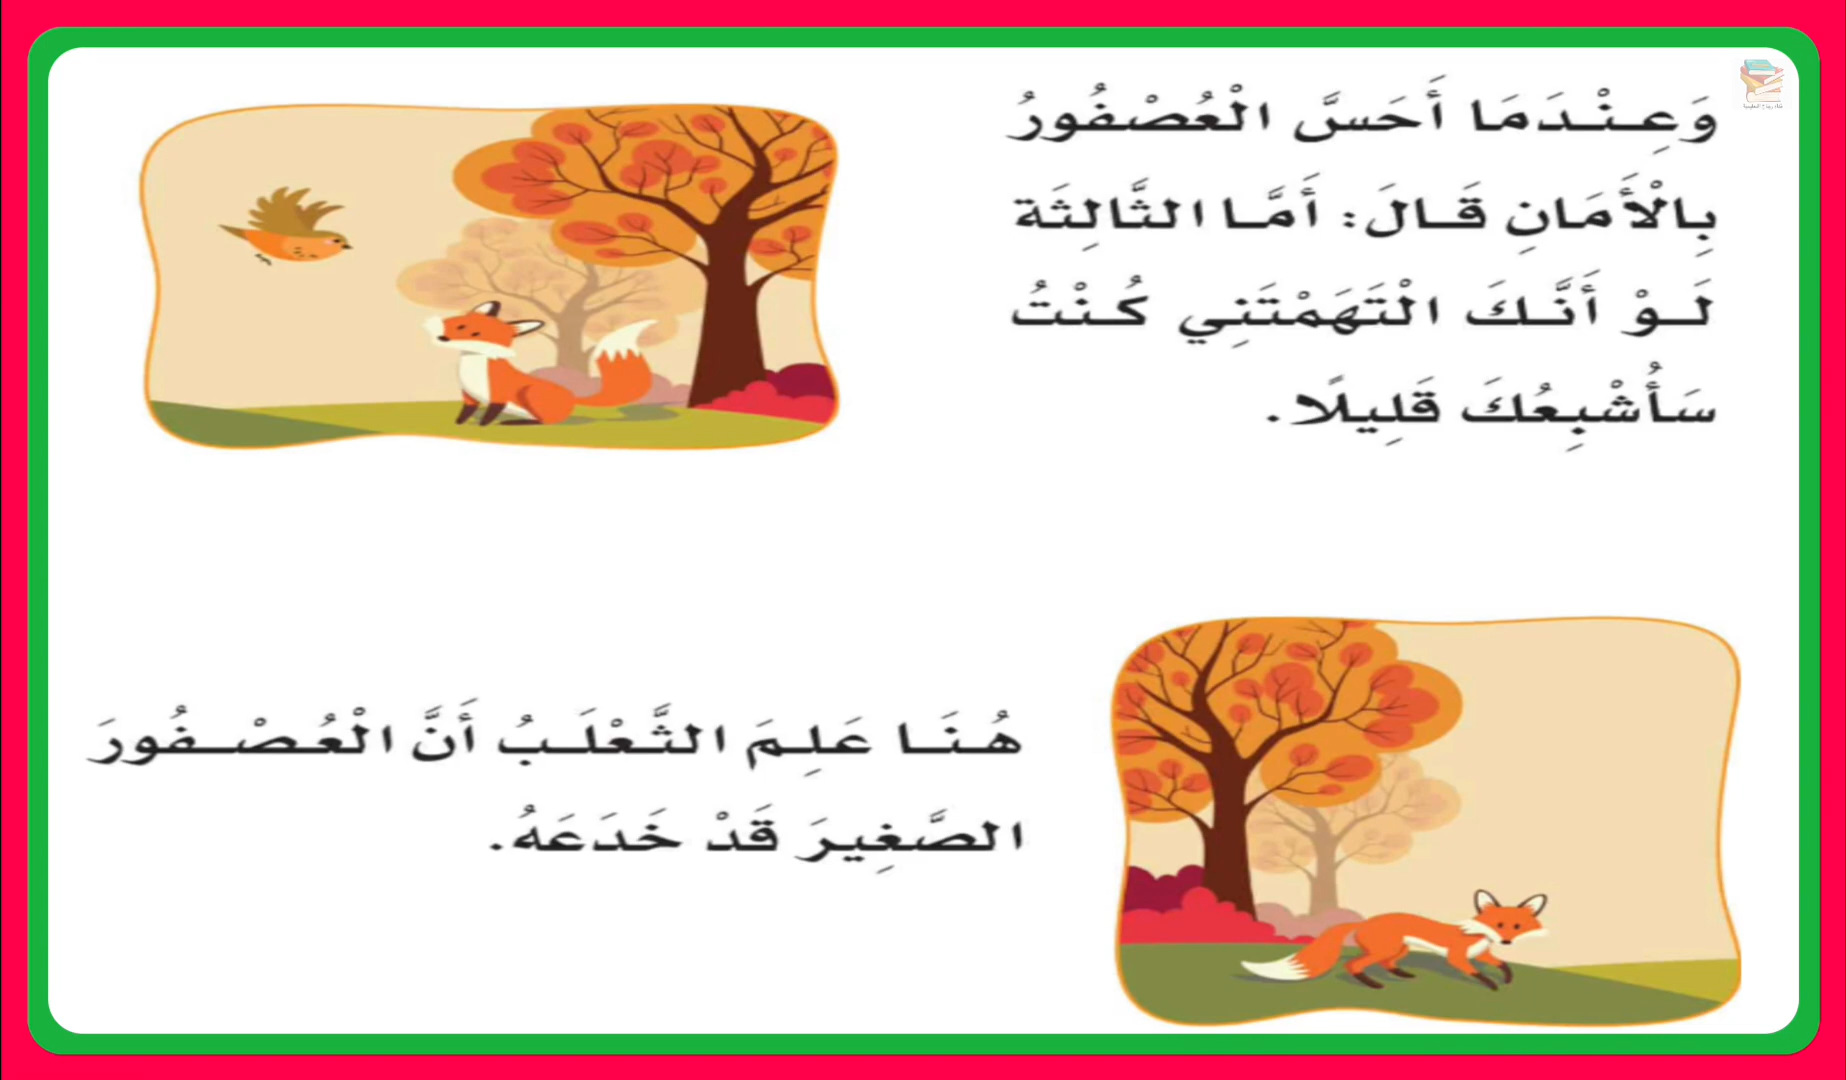 وَعِنْدَمَا أَحَسَّ الْعُصْفُورُ
بِالْأَمَانِ قَالَ: أَمَّا الثَّالِثَة
لَوْ أَنَّكَ الْتَهَمْتَنِي كُنْتُ
سَأُشْبِعُكَ قَلِيلًا.
هُنَا عَلِمَ الثَّعْلَبُ أَنَّ الْعُصْفُورَ
الصَّغِيرَ قَدْ خَدَعَهُ.